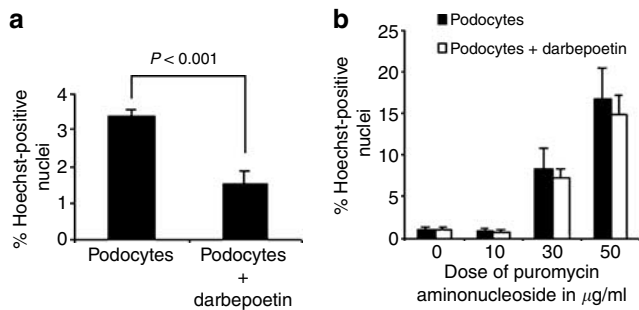 a
P < 0.001
4
3
2
1
0
% Hoechst-positive
nuclei
Podocytes
Podocytes
+
darbepoetin
b
Podocytes
Podocytes + darbepoetin
25
20
15
10
5
0
% Hoechst-positive
nuclei
0 10 30 50
Dose of puromycin
aminonucleoside in μg/ml